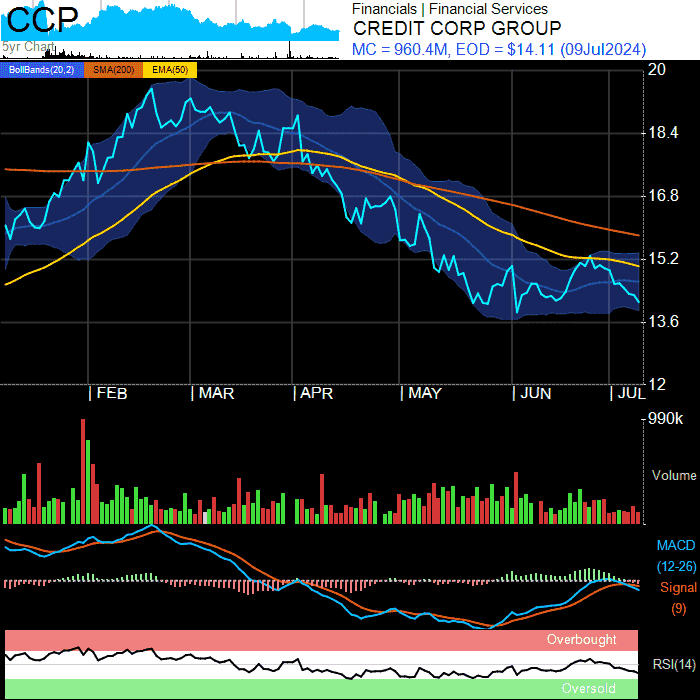 CCP
5yr Chart
Financials | Financial Services
CREDIT CORP GROUP
MC = 960.4M, EOD = $14.11 (09Jul2024)
BollBands(20,2) SMA(200) EMA(50)
20
18.4
16.8
15.2
13.6
12
| FEB | MAR | APR | MAY | JUN | JUL
990k
Volume
MACD
(12-26)
Signal
(9)
Overbought
RSI(14)
Oversold